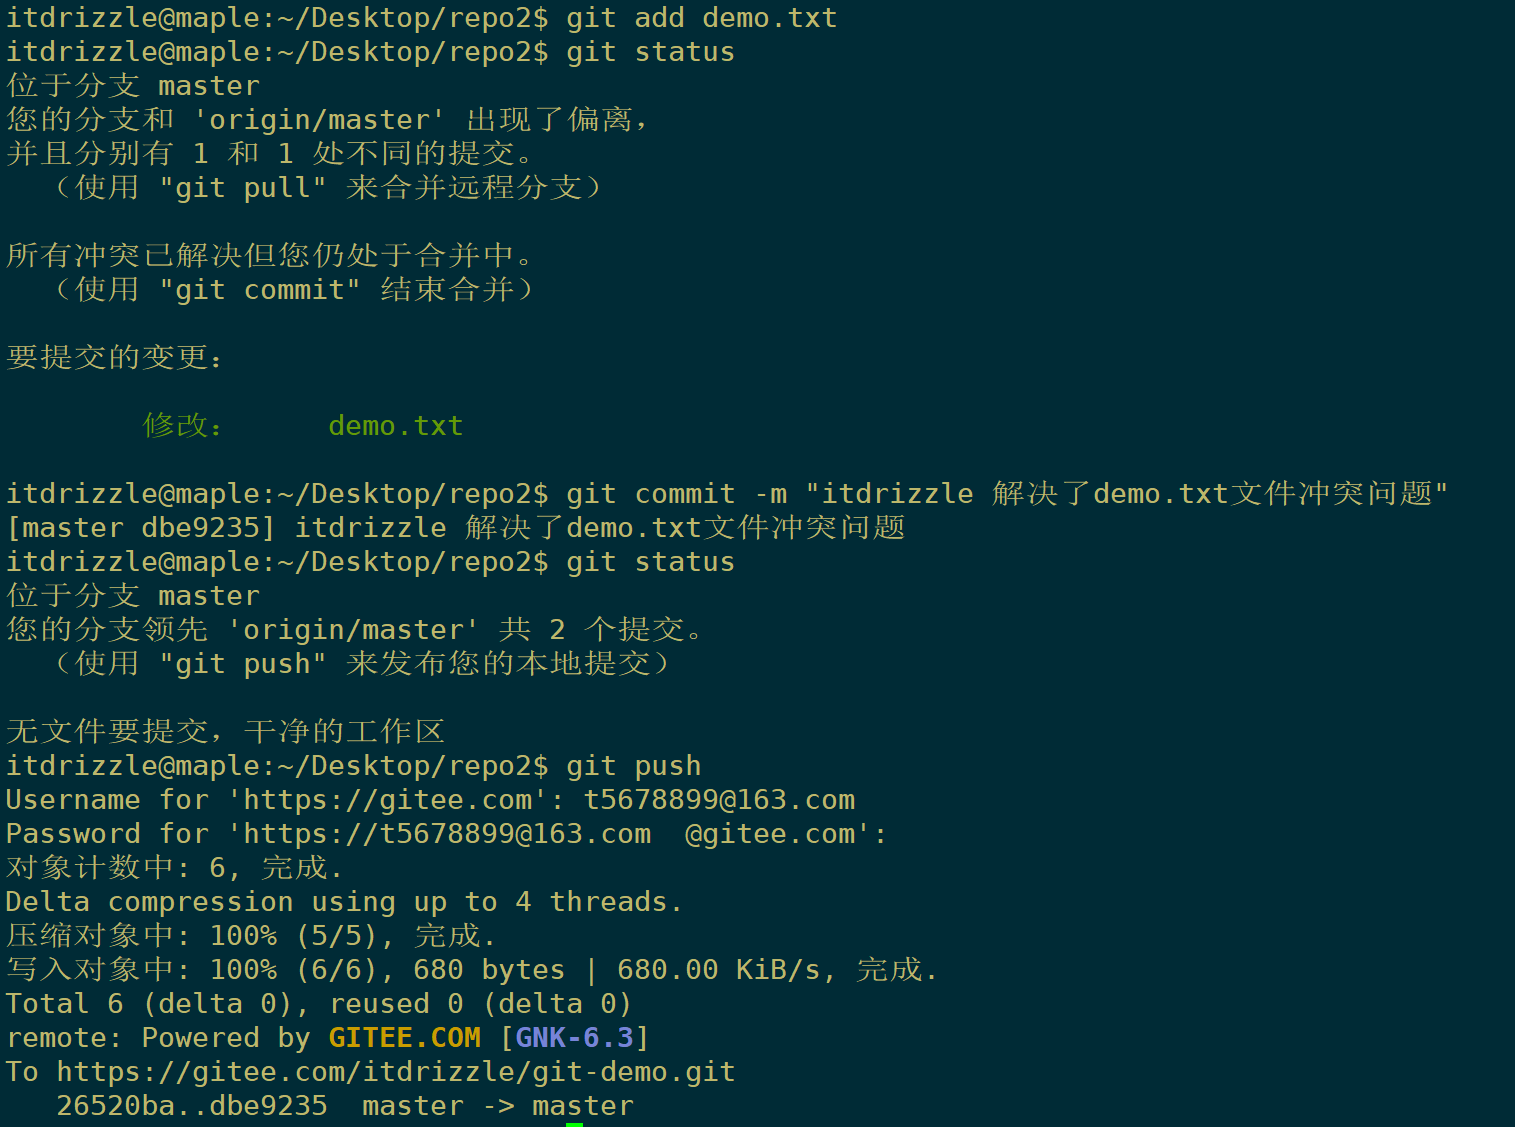 itdrizzle@maple:~/Desktop/repo2$ git add demo.txt
itdrizzle@maple:~/Desktop/repo2$ git status
位于分支 master
您的分支和 'origin/master' 出现了偏离，
并且分别有 1 和 1 处不同的提交。
  （使用 "git pull" 来合并远程分支）
所有冲突已解决但您仍处于合并中。
  （使用 "git commit" 结束合并）
要提交的变更：
        修改：      demo.txt
itdrizzle@maple:~/Desktop/repo2$ git commit -m "itdrizzle 解决了demo.txt文件冲突问题"
[master dbe9235] itdrizzle 解决了demo.txt文件冲突问题
itdrizzle@maple:~/Desktop/repo2$ git status
位于分支 master
您的分支领先 'origin/master' 共 2 个提交。
  （使用 "git push" 来发布您的本地提交）
无文件要提交，干净的工作区
itdrizzle@maple:~/Desktop/repo2$ git push
Username for 'https://gitee.com': t5678899@163.com
Password for 'https://t5678899@163.com  @gitee.com':
对象计数中: 6, 完成.
Delta compression using up to 4 threads.
压缩对象中: 100% (5/5), 完成.
写入对象中: 100% (6/6), 680 bytes | 680.00 KiB/s, 完成.
Total 6 (delta 0), reused 0 (delta 0)
remote: Powered by GITEE.COM [GNK-6.3]
To https://gitee.com/itdrizzle/git-demo.git
   26520ba..dbe9235  master -> master